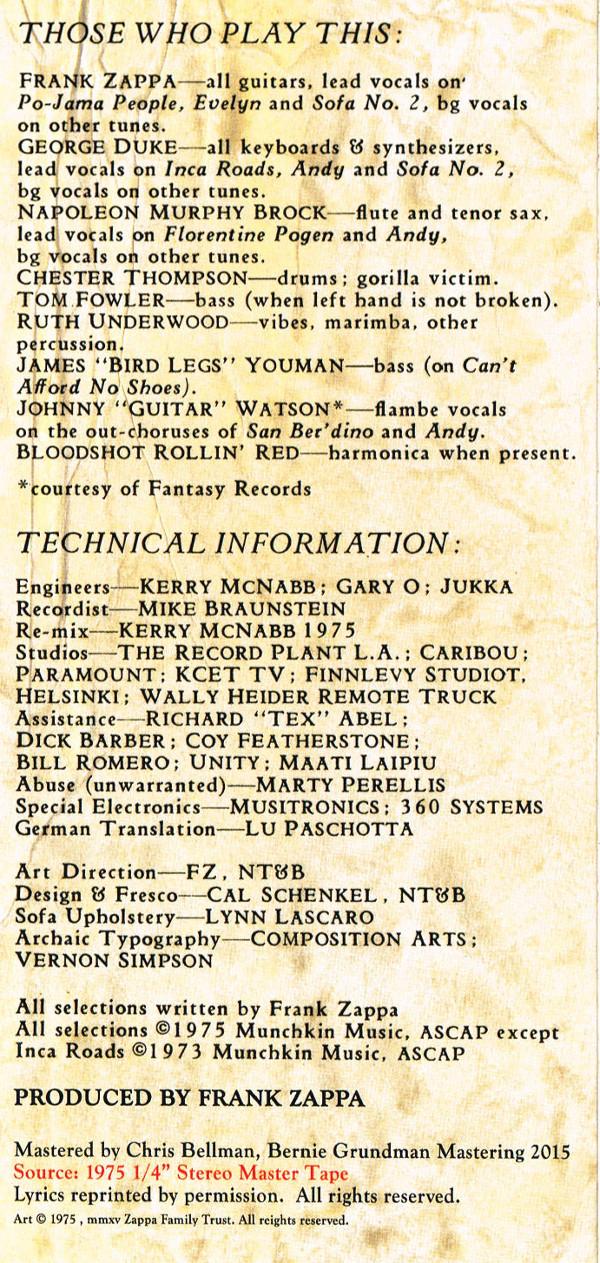 THOSE WHO PLAY THIS:
FRANK ZAPPA—all guitars, lead vocals on
Po-Jama People, Evelyn and Sofa No. 2, bg vocals
on other tunes.
GEORGE DUKE—all keyboards & synthesizers,
lead vocals on Inca Roads, Andy and Sofa No. 2,
bg vocals on other tunes.
NAPOLEON MURPHY BROCK—flute and tenor sax,
lead vocals on Florentine Pogen and Andy,
bg vocals on other tunes.
CHESTER THOMPSON—drums; gorilla victim.
TOM FOWLER—bass (when left hand is not broken).
RUTH UNDERWOOD—vibes, marimba, other
percussion.
JAMES "BIRD LEGS" YOUMAN—bass (on Can't
Afford No Shoes).
JOHNNY "GUITAR" WATSON*—flambe vocals
on the out-choruses of San Ber'dino and Andy.
BLOODSHOT ROLLIN' RED—harmonica when present.
*courtesy of Fantasy Records
TECHNICAL INFORMATION:
Engineers—KERRY MCNABB; GARY O; JUKKA
Recordist—MIKE BRAUNSTEIN
Re-mix—KERRY MCNABB 1975
Studios—THE RECORD PLANT L.A.; CARIBOU;
PARAMOUNT; KCET TV; FINNLEVY STUDIOT,
HELSINKI; WALLY HEIDER REMOTE TRUCK
Assistance—RICHARD "TEX" ABEL;
DICK BARBER; COY FEATHERSTONE;
BILL ROMERO; UNITY; MAATI LAIPIU
Abuse (unwarranted)—MARTY PERELLIS
Special Electronics—MUSITRONICS; 360 SYSTEMS
German Translation—LU PASCHOTTA
Art Direction—FZ, NT&B
Design & Fresco—CAL SCHENKEL, NT&B
Sofa Upholstery—LYNN LASCARO
Archaic Typography—COMPOSITION ARTS;
VERNON SIMPSON
All selections written by Frank Zappa
All selections ©1975 Munchkin Music, ASCAP except
Inca Roads ©1973 Munchkin Music, ASCAP
PRODUCED BY FRANK ZAPPA
Mastered by Chris Bellman, Bernie Grundman Mastering 2015
Source: 1975 1/4" Stereo Master Tape
Lyrics reprinted by permission. All rights reserved.
Art © 1975 , mmxv Zappa Family Trust. All reights reserved.